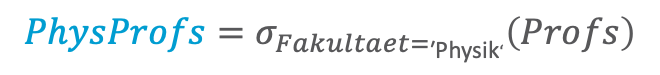 PhysProfs = σFakultaet='Physik'(Profs)